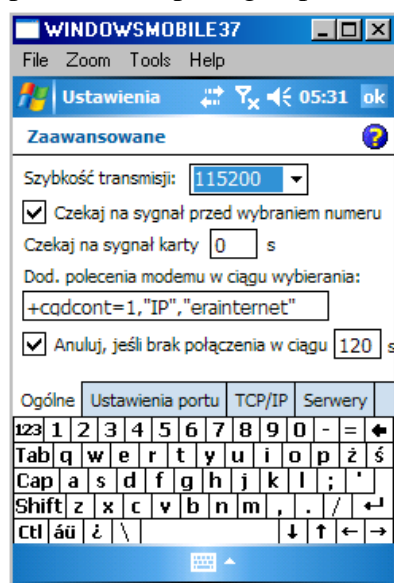 WINDOWSMOBILE37
File Zoom Tools Help
Ustawienia 05:31 ok
Zaawansowane ?
Szybkość transmisji: 115200
Czekaj na sygnał przed wybraniem numeru
Czekaj na sygnał karty 0 s
Dod. polecenia modemu w ciągu wybierania:
+cgdcont=1,"IP","erainternet"
Anuluj, jeśli brak połączenia w ciągu 120 s
Ogólne Ustawienia portu TCP/IP Serwery
123 1 2 3 4 5 6 7 8 9 0 - = 
Tab q w e r t y u i o p ż ś
Cap a s d f g h j k l ; '
Shift z x c v b n m , . /
Ctl áü ż \